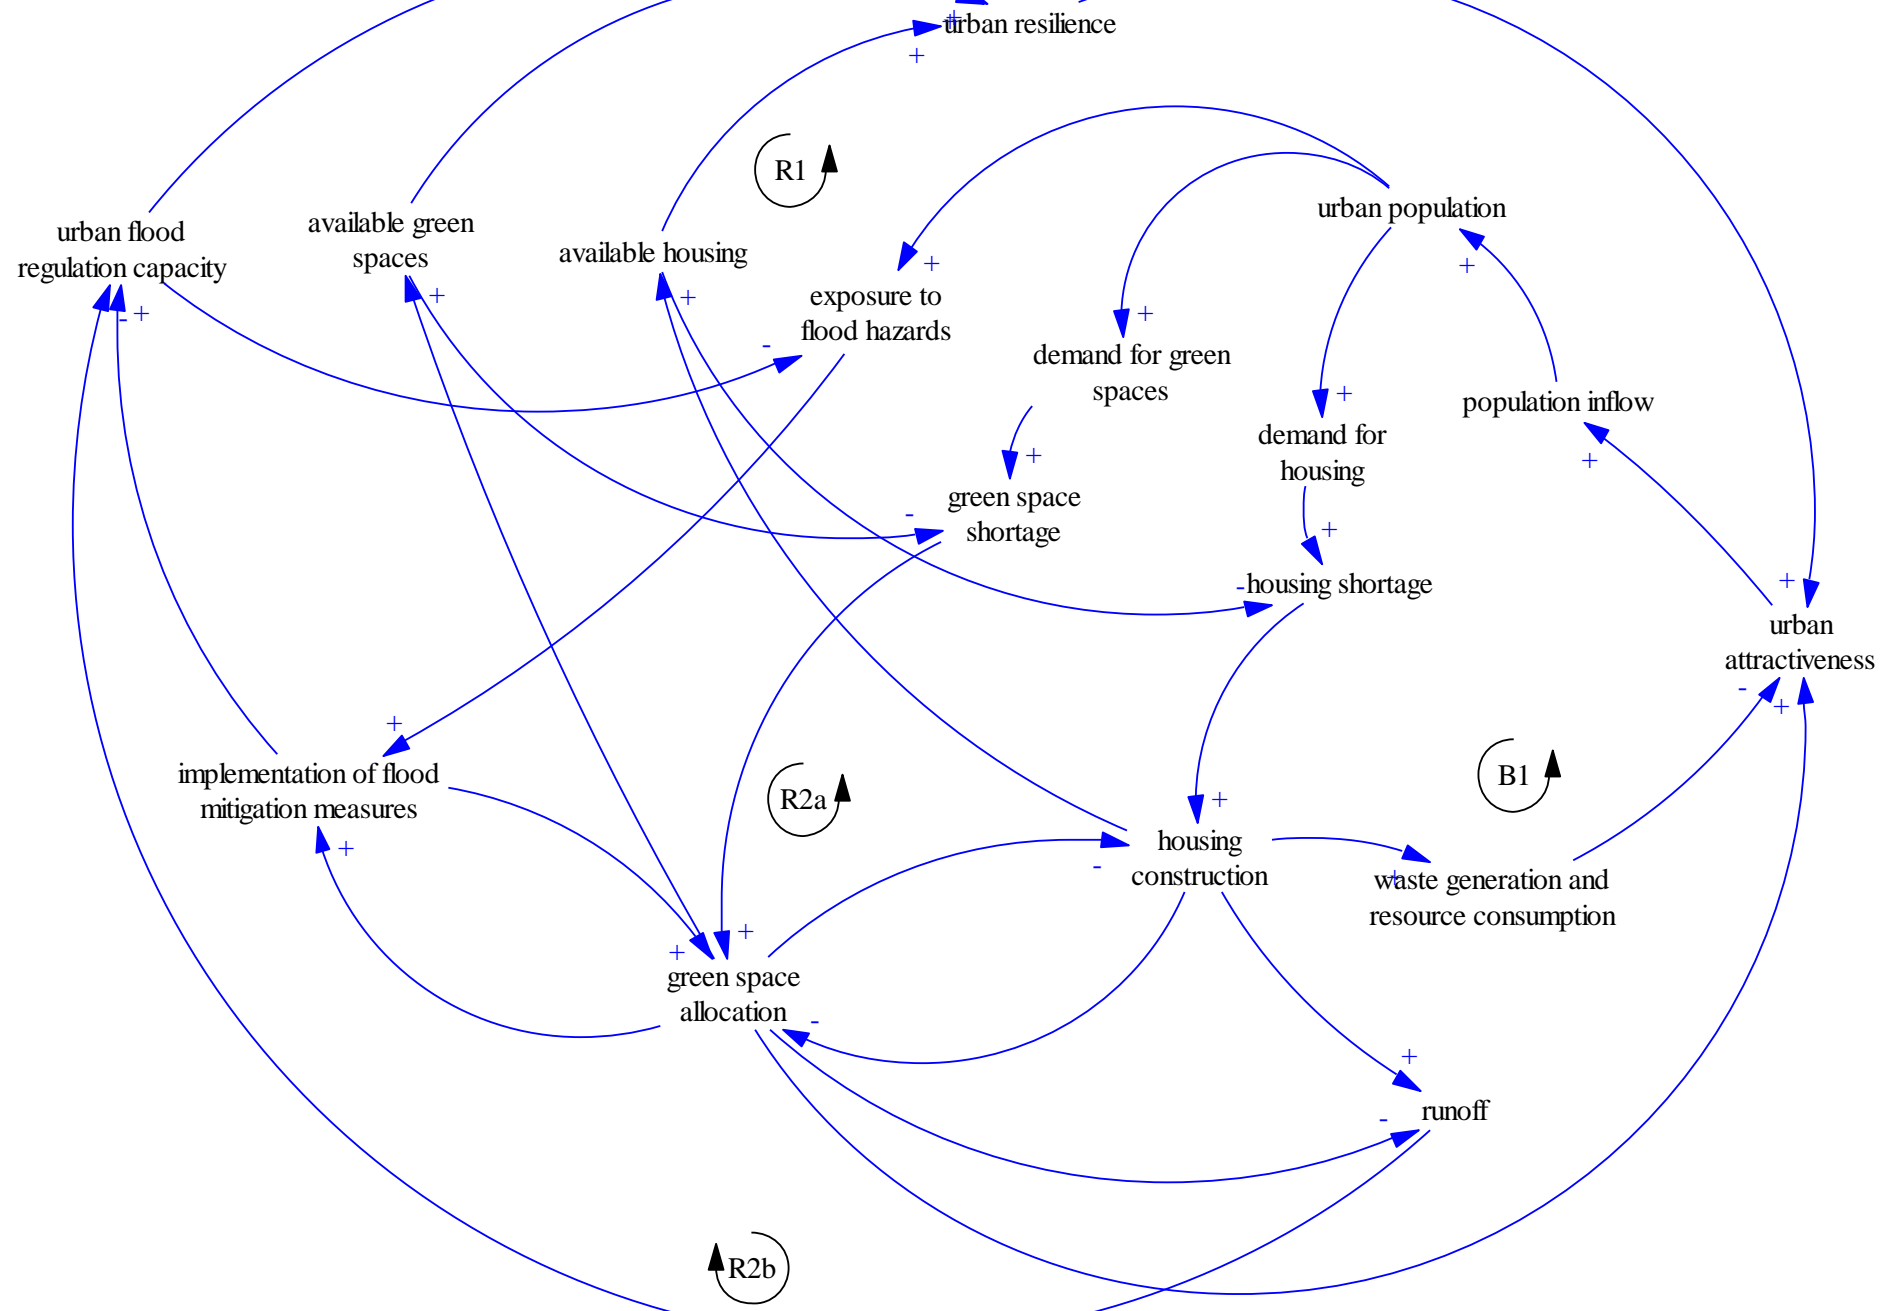 urban resilience
+
+
R1
urban population
urban flood
regulation capacity
available green
spaces
available housing
+
+
exposure to
flood hazards
+
+
- +
+
-
demand for green
spaces
+
population inflow
demand for
housing
+
+
green space
shortage
-
+
-
housing shortage
+
urban
attractiveness
-
+
+
implementation of flood
mitigation measures
R2a
B1
+
+
-
housing
construction
+
waste generation and
resource consumption
+
+
green space
allocation
-
+
runoff
-
R2b